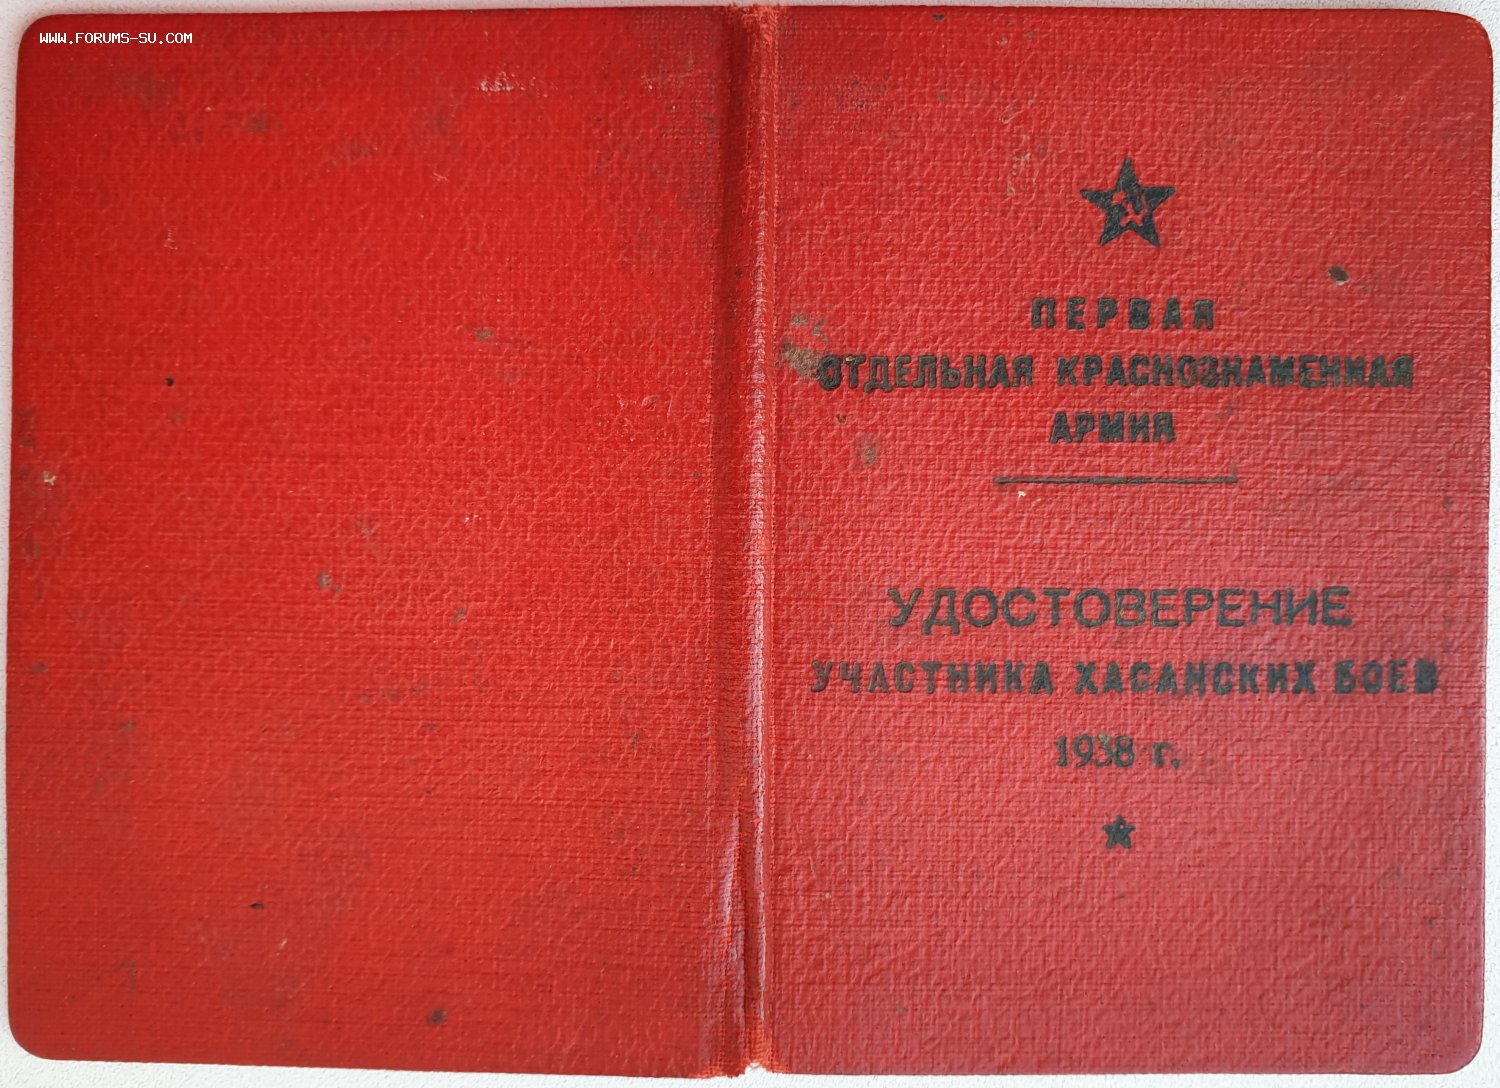 WWW.FORUMS-SU.COM
ПЕРВАЯ
ОТДЕЛЬНАЯ КРАСНОЗНАМЕННАЯ
АРМИЯ
УДОСТОВЕРЕНИЕ
УЧАСТНИКА ХАСАНСКИХ БОЕВ
1938 г.